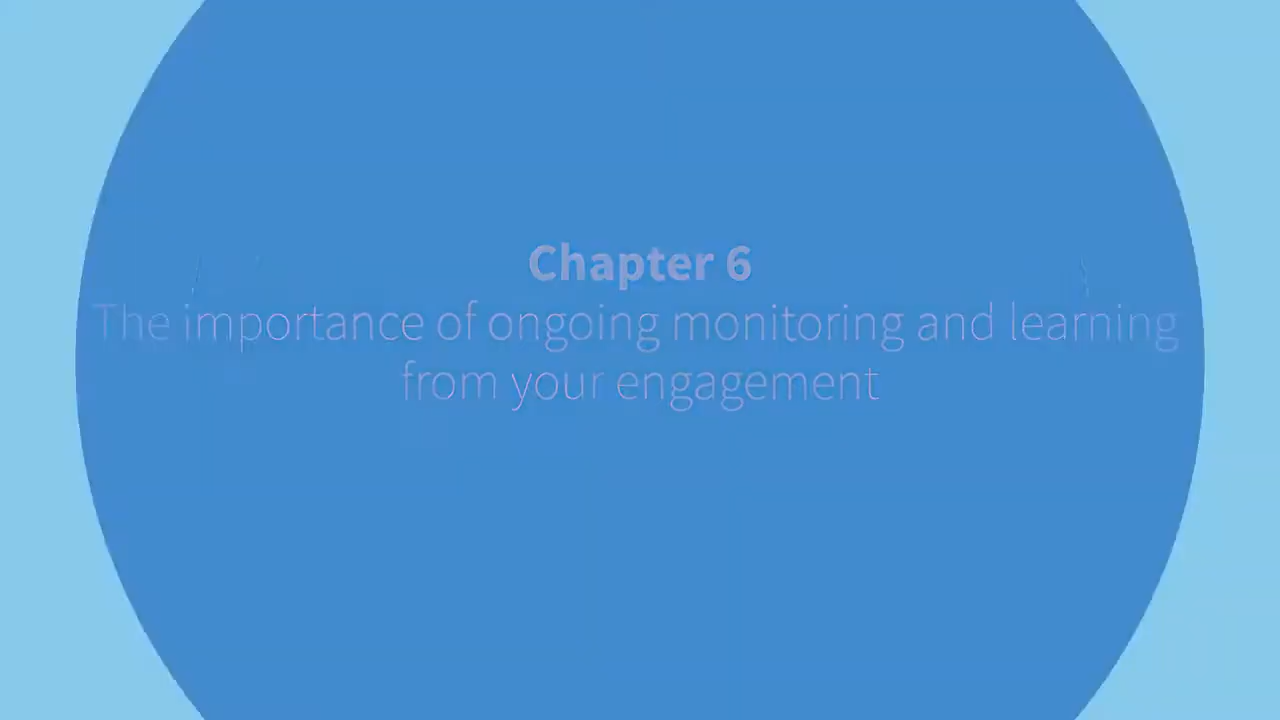 Chapter 6
The importance of ongoing monitoring and learning
from your engagement